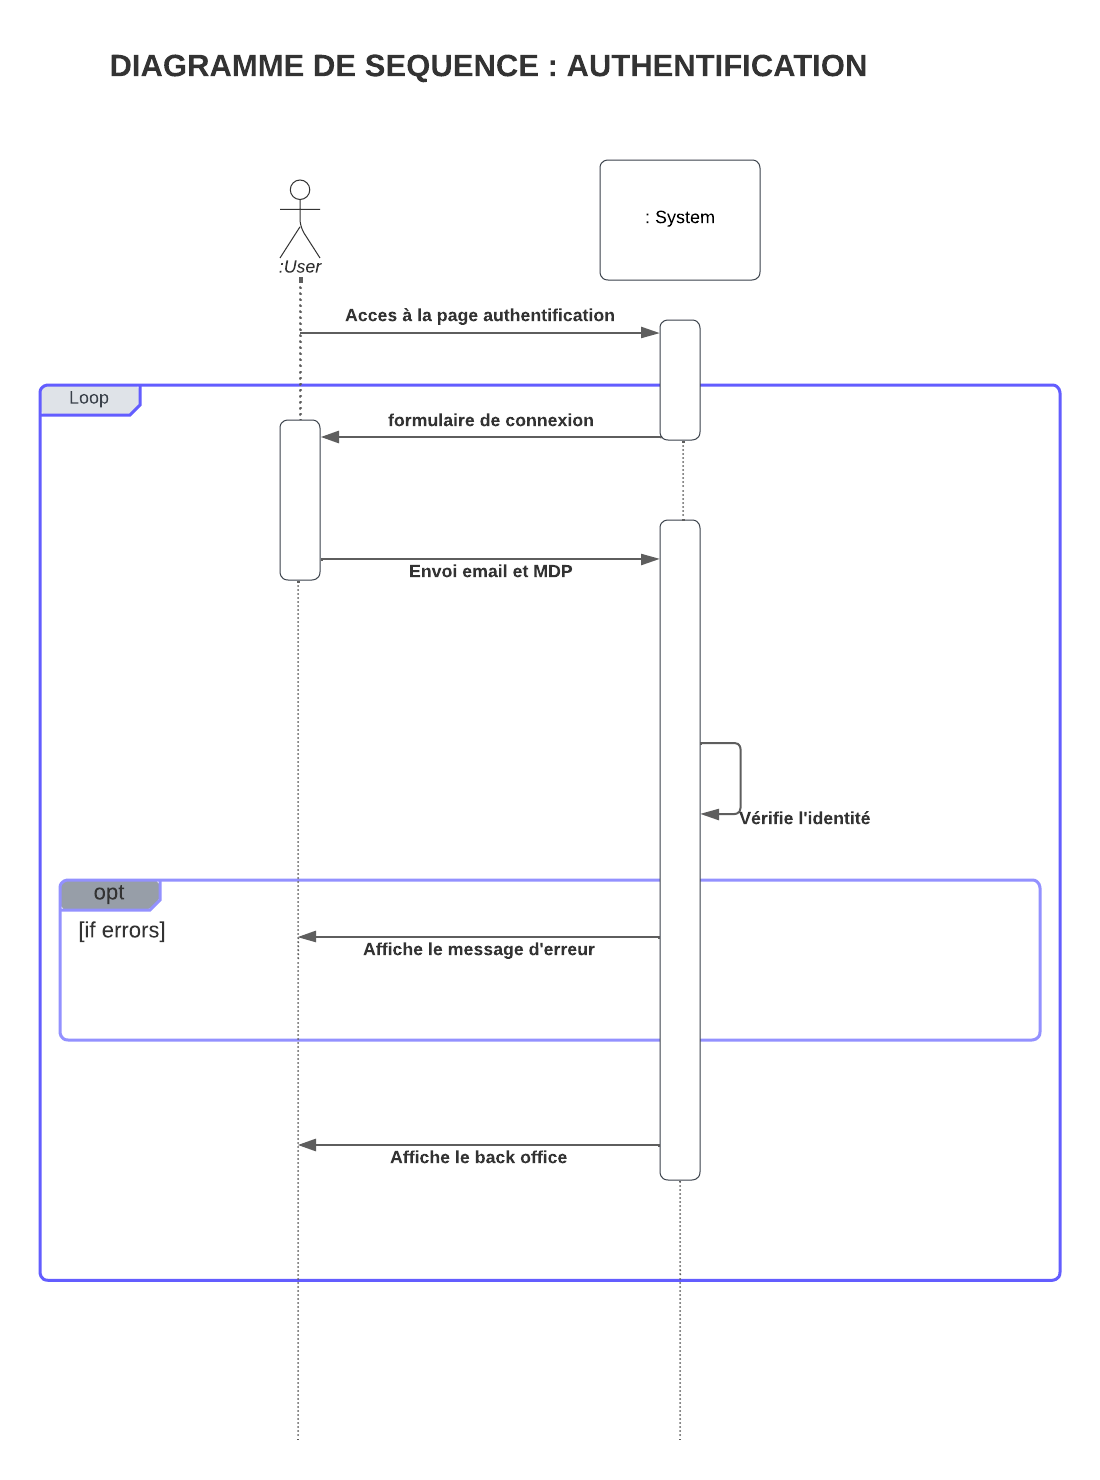 DIAGRAMME DE SEQUENCE : AUTHENTIFICATION
: System
:User
Acces à la page authentification
Loop
formulaire de connexion
Envoi email et MDP
Vérifie l'identité
opt
[if errors]
Affiche le message d'erreur
Affiche le back office